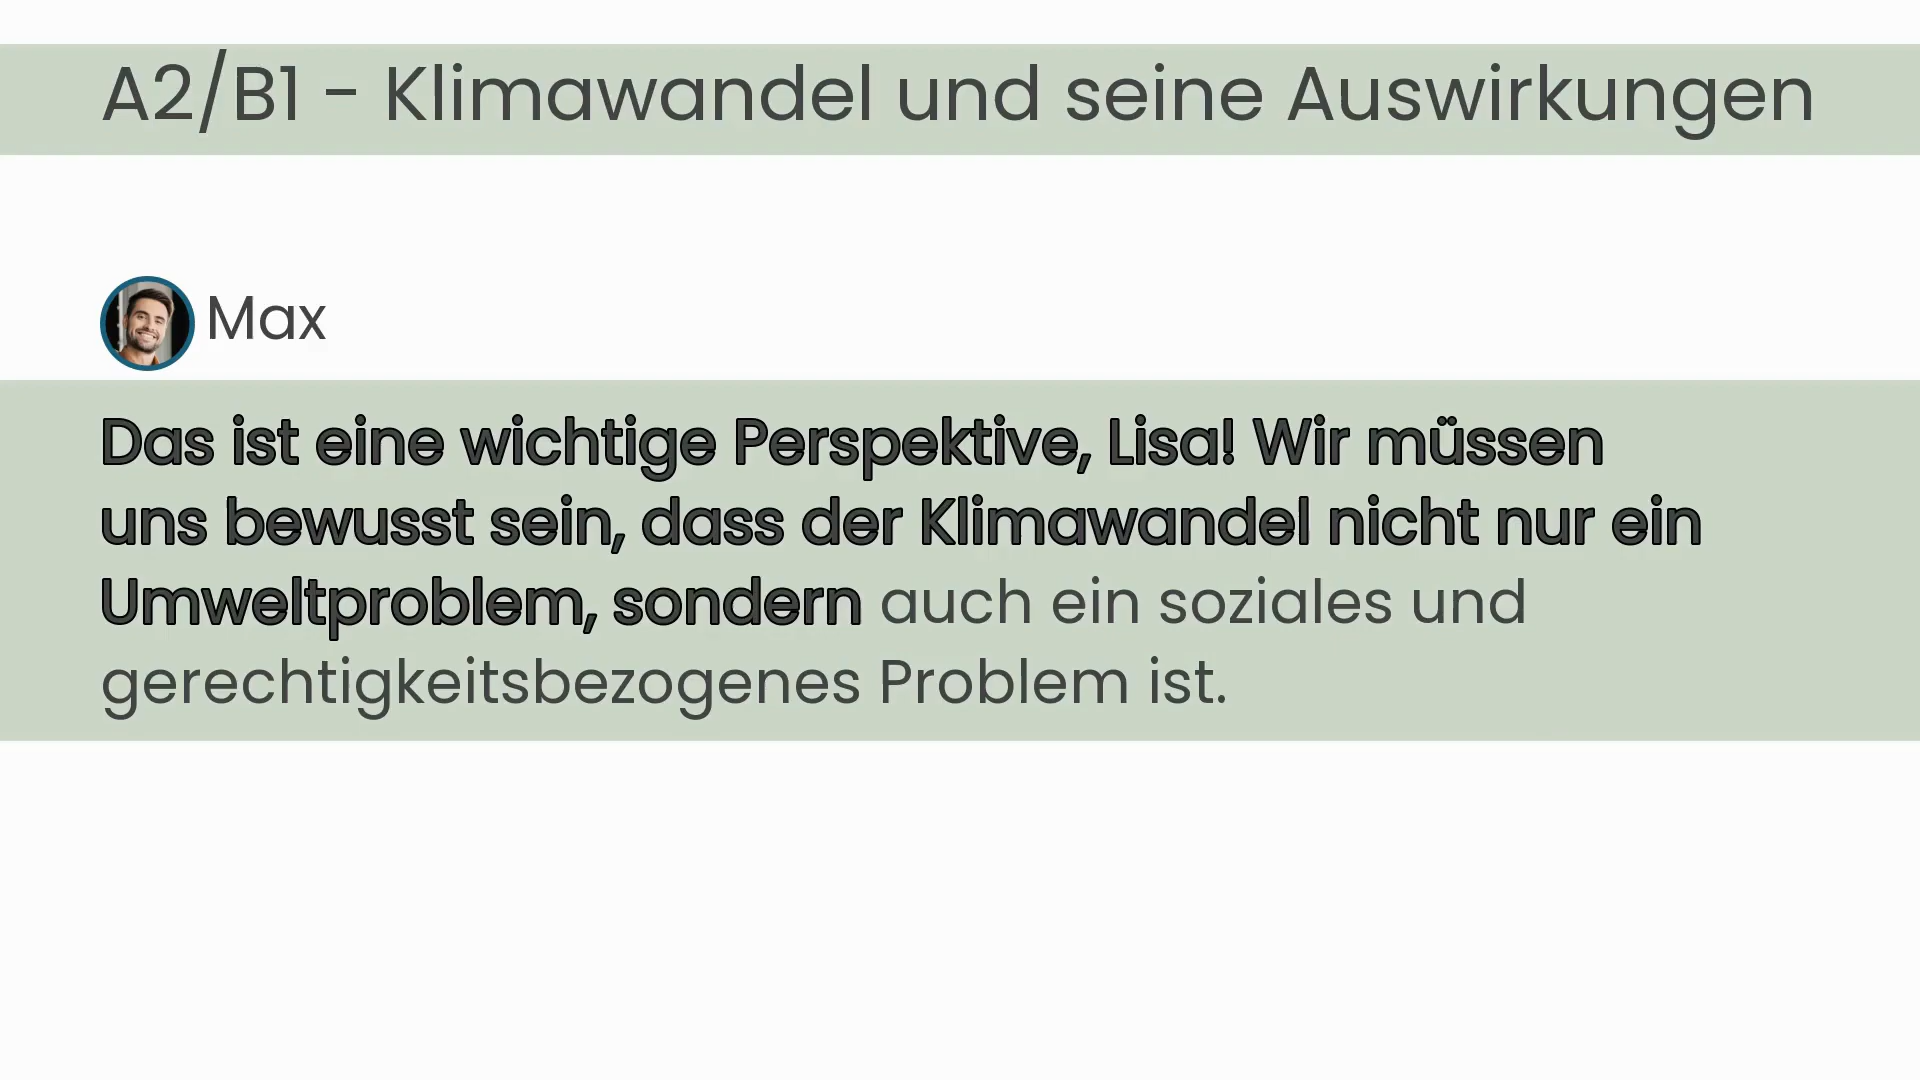 A2/B1 - Klimawandel und seine Auswirkungen
Max
Das ist eine wichtige Perspektive, Lisa! Wir müssen
uns bewusst sein, dass der Klimawandel nicht nur ein
Umweltproblem, sondern auch ein soziales und
gerechtigkeitsbezogenes Problem ist.